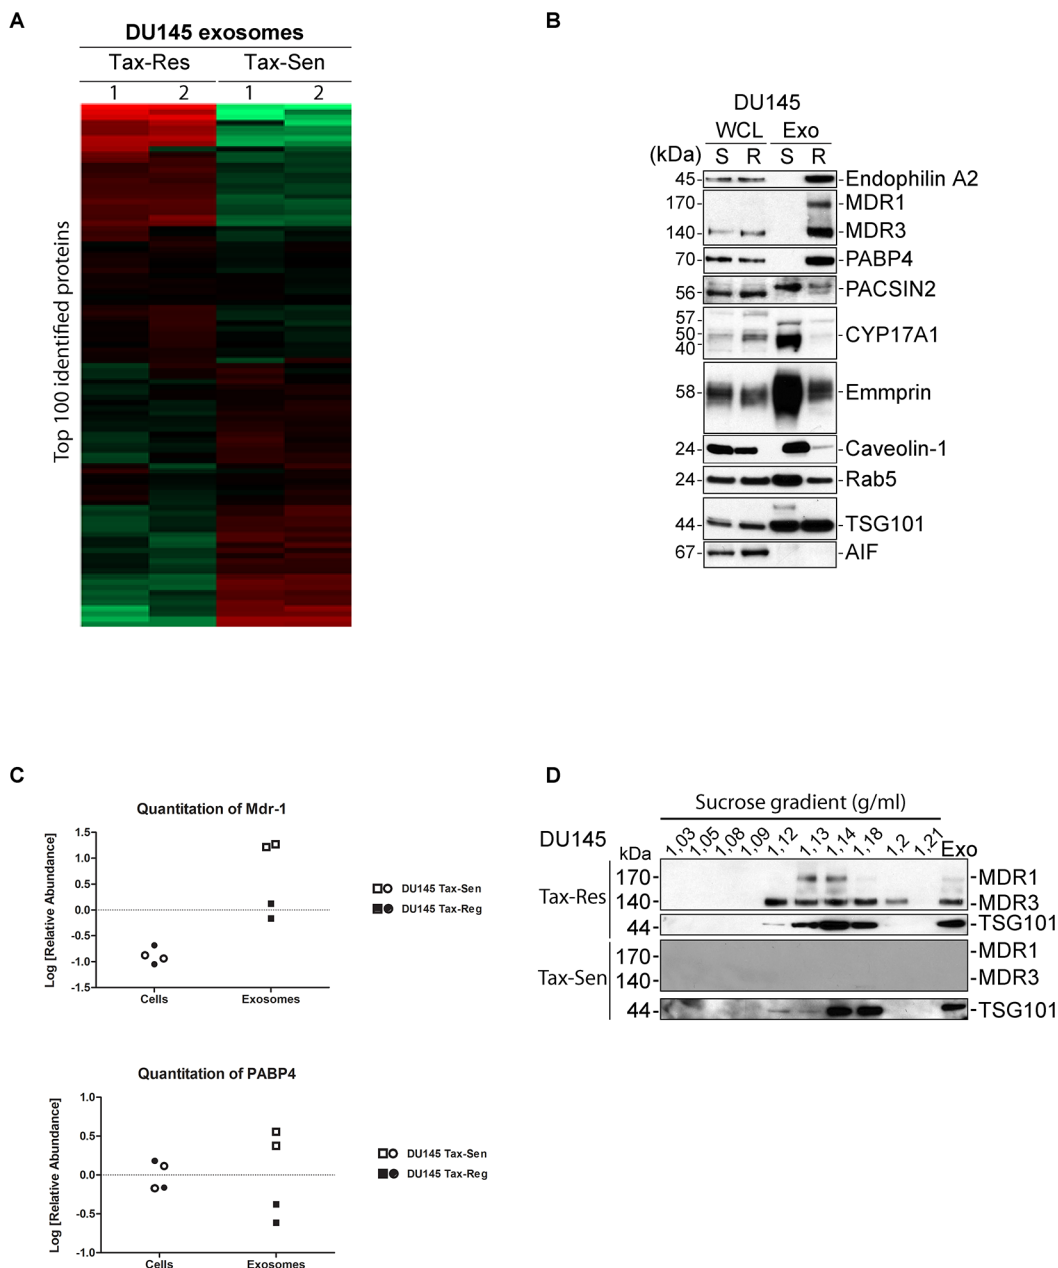 A
DU145 exosomes
Tax-Res Tax-Sen
1 2 1 2
Top 100 identified proteins
B
DU145
WCL Exo
(kDa) S R S R
45- -Endophilin A2
170- -MDR1
140- -MDR3
70- -PABP4
56- -PACSIN2
57-
50- -CYP17A1
40-
58- -Emmprin
24- -Caveolin-1
24- -Rab5
44- -TSG101
67- -AIF
C
Quantitation of Mdr-1
Log [Relative Abundance]
1.5
1.0
0.5
0.0
-0.5
-1.0
-1.5
Cells Exosomes
DU145 Tax-Sen
DU145 Tax-Reg
Quantitation of PABP4
Log [Relative Abundance]
1.0
0.5
0.0
-0.5
-1.0
Cells Exosomes
DU145 Tax-Sen
DU145 Tax-Reg
D
Sucrose gradient (g/ml)
DU145 1,03 1,05 1,08 1,09 1,12 1,13 1,14 1,18 1,2 1,21 Exo
kDa
Tax-Res
170- -MDR1
140- -MDR3
44- -TSG101
Tax-Sen
170- -MDR1
140- -MDR3
44- -TSG101